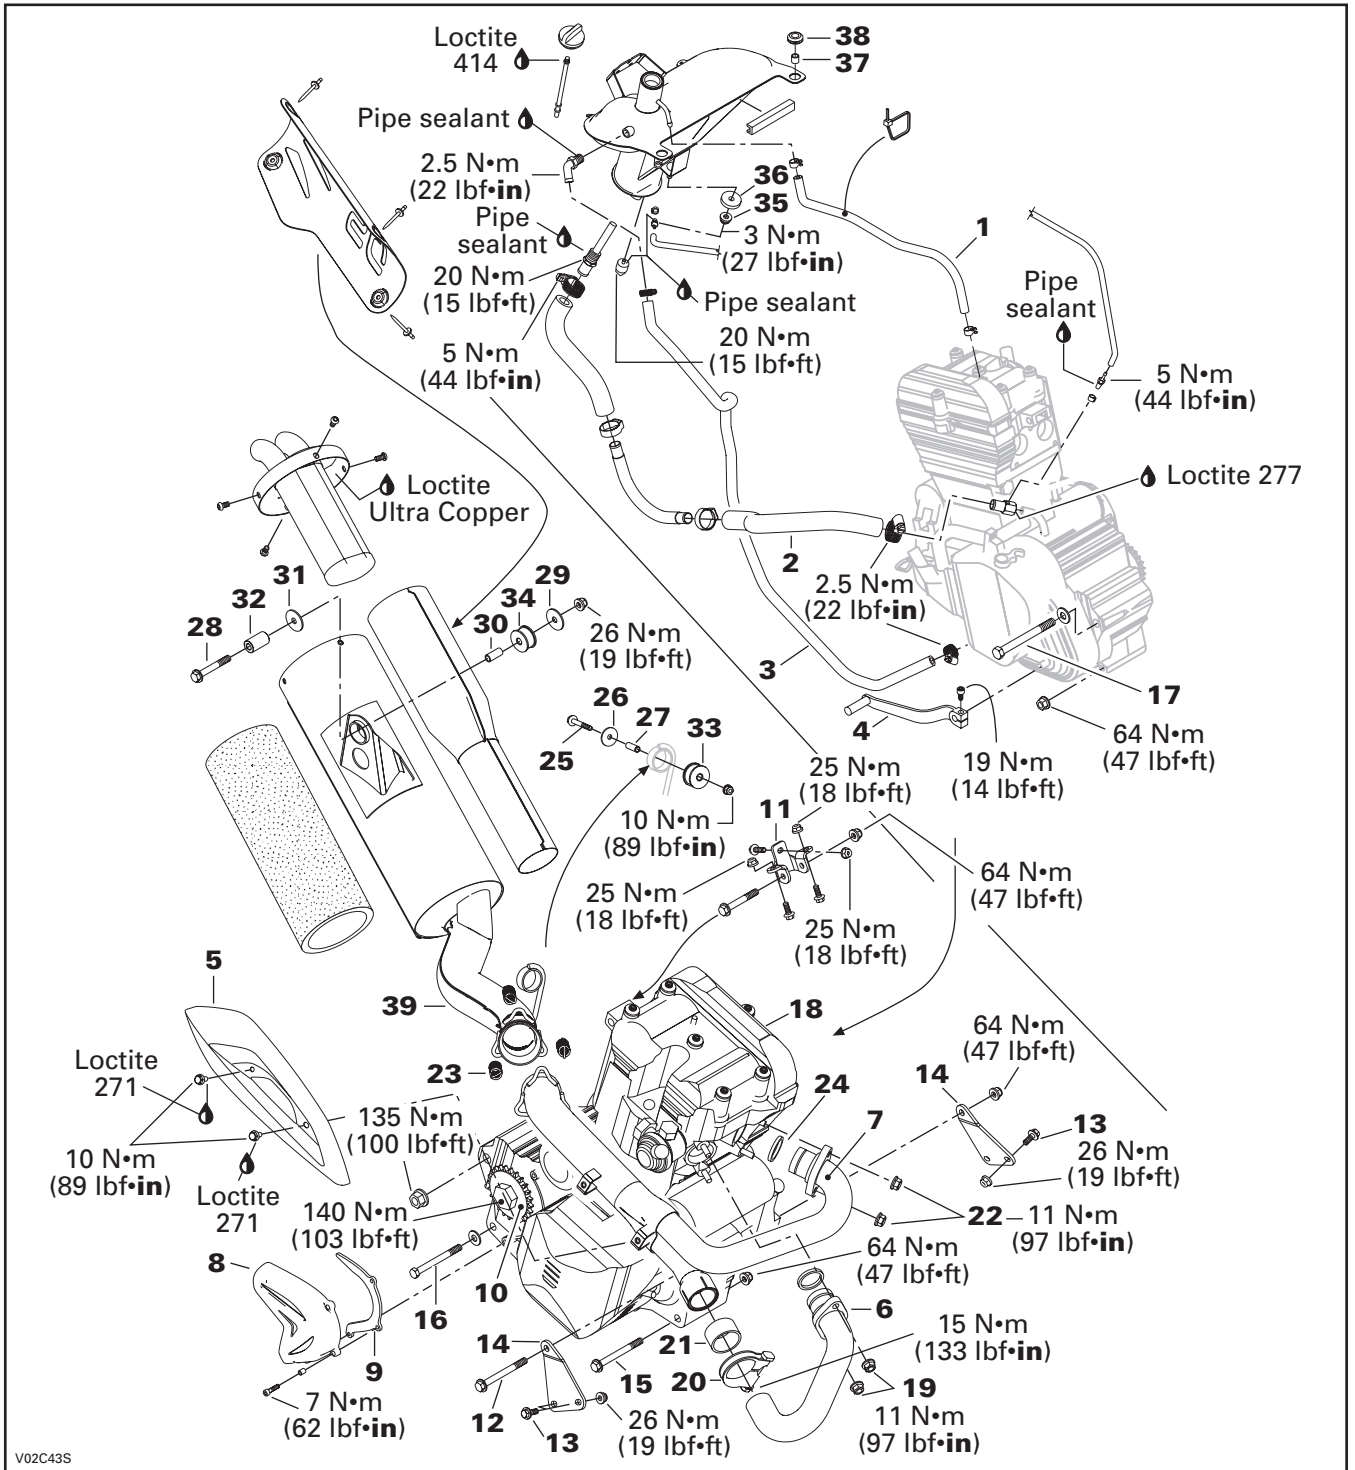 Loctite
414
38
37
Pipe sealant
2.5 N•m
(22 lbf•in)
36
35
Pipe
sealant
3 N•m
(27 lbf•in)
1
20 N•m
(15 lbf•ft)
Pipe sealant
Pipe
sealant
20 N•m
(15 lbf•ft)
5 N•m
(44 lbf•in)
5 N•m
(44 lbf•in)
Loctite
Ultra Copper
Loctite 277
2
2.5 N•m
(22 lbf•in)
31
32
28
29
34
30
26 N•m
(19 lbf•ft)
3
17
4
64 N•m
(47 lbf•ft)
19 N•m
(14 lbf•ft)
26
27
33
25
25 N•m
(18 lbf•ft)
11
10 N•m
(89 lbf•in)
64 N•m
(47 lbf•ft)
25 N•m
(18 lbf•ft)
25 N•m
(18 lbf•ft)
5
39
18
64 N•m
(47 lbf•ft)
Loctite
271
23
14
24
7
13
26 N•m
(19 lbf•ft)
135 N•m
(100 lbf•ft)
10 N•m
(89 lbf•in)
Loctite
271
22
11 N•m
(97 lbf•in)
140 N•m
(103 lbf•ft)
8
64 N•m
(47 lbf•ft)
10
16
6
14
21
15 N•m
(133 lbf•in)
9
15
20
19
7 N•m
(62 lbf•in)
12
13
26 N•m
(19 lbf•ft)
11 N•m
(97 lbf•in)
V02C43S